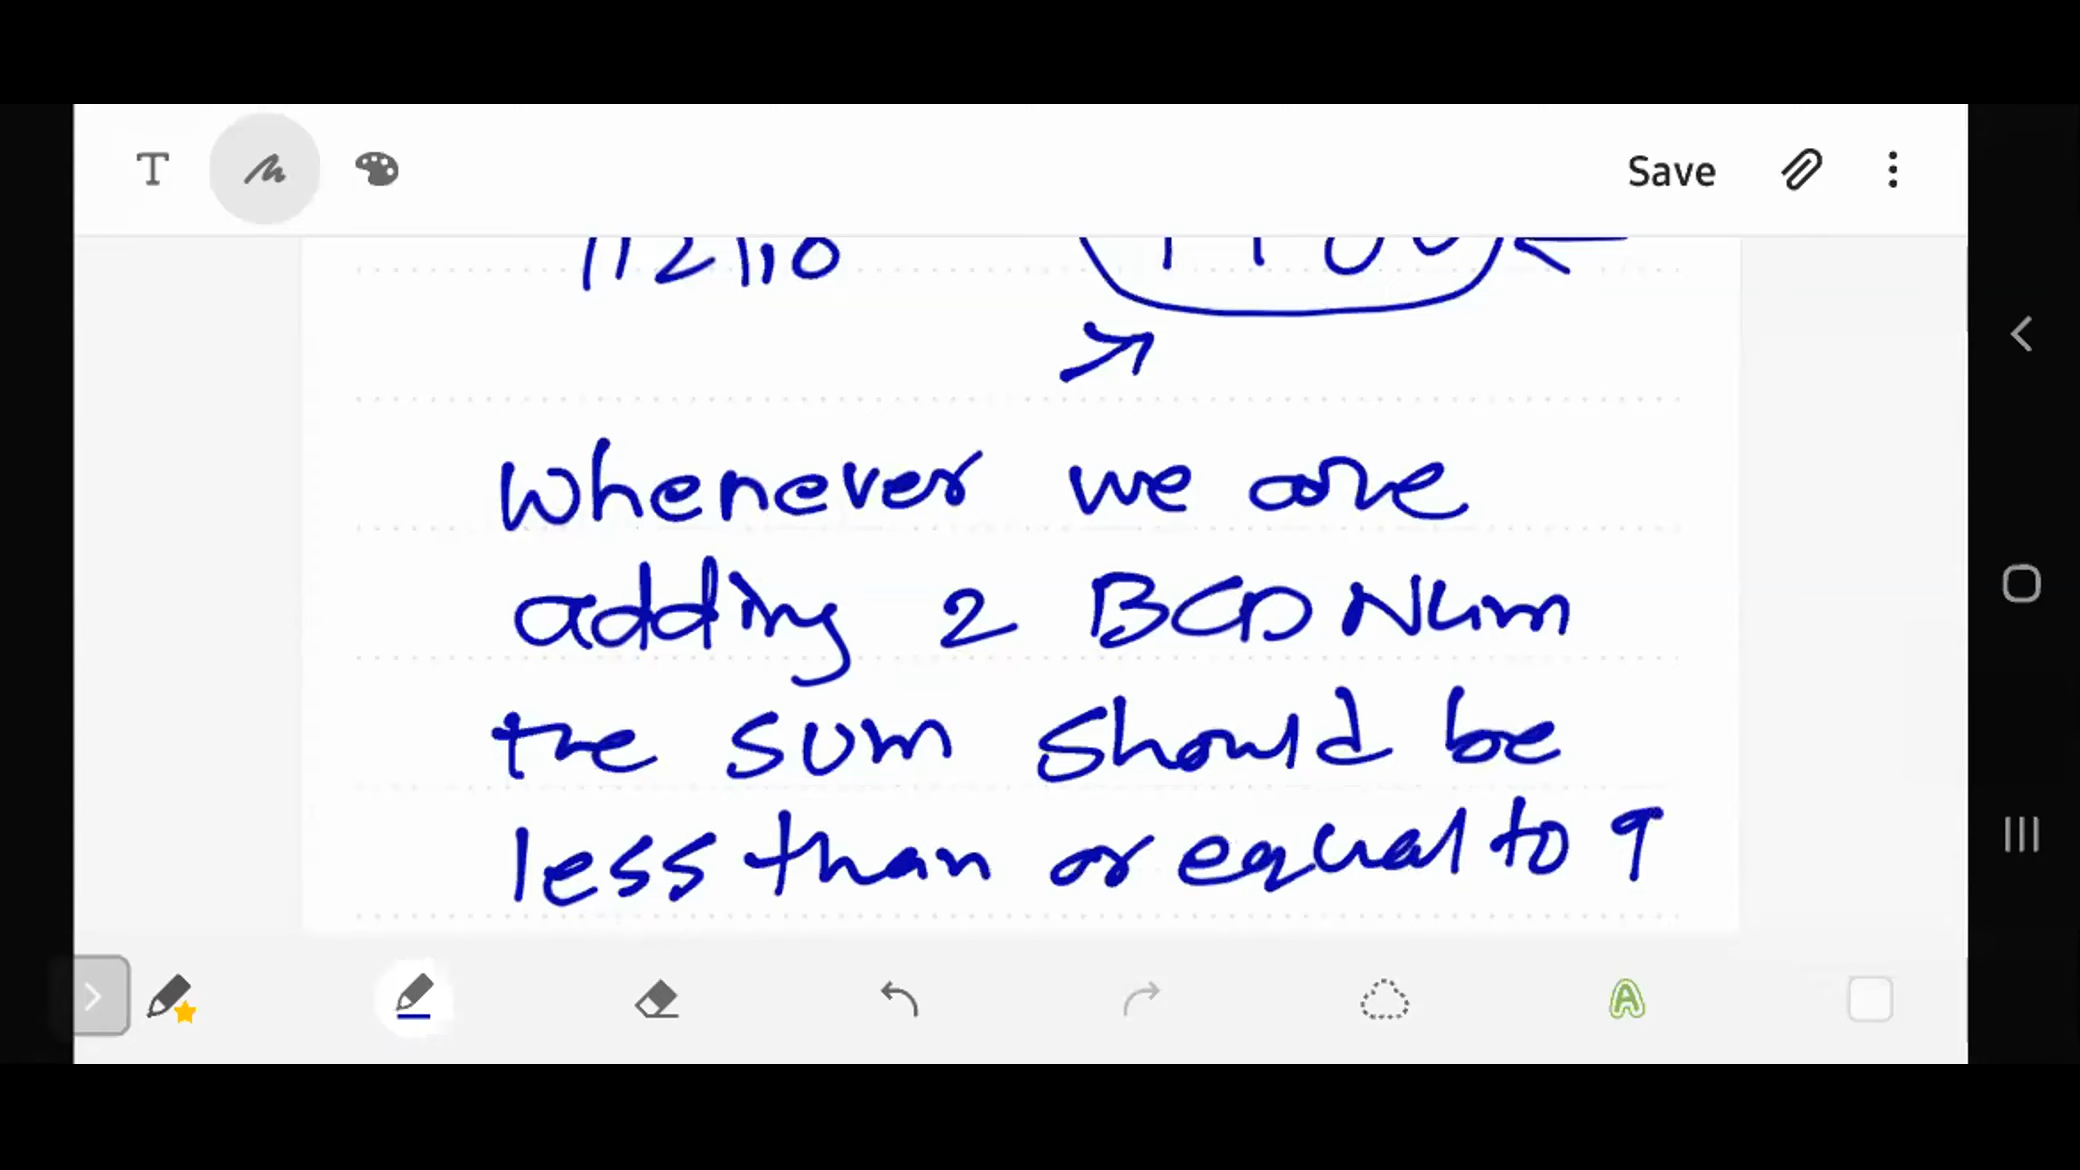 Save
whenever we are
adding 2 BCD Num
the sum should be
less than or equal to 9